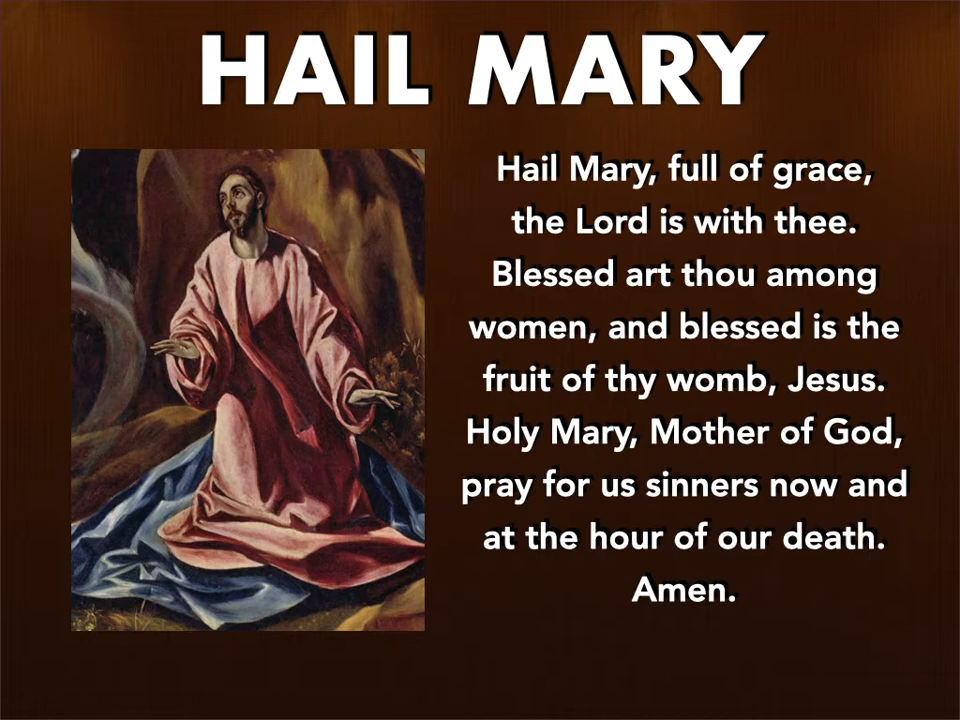 HAIL MARY
Hail Mary, full of grace,
the Lord is with thee.
Blessed art thou among
women, and blessed is the
fruit of thy womb, Jesus.
Holy Mary, Mother of God,
pray for us sinners now and
at the hour of our death.
Amen.